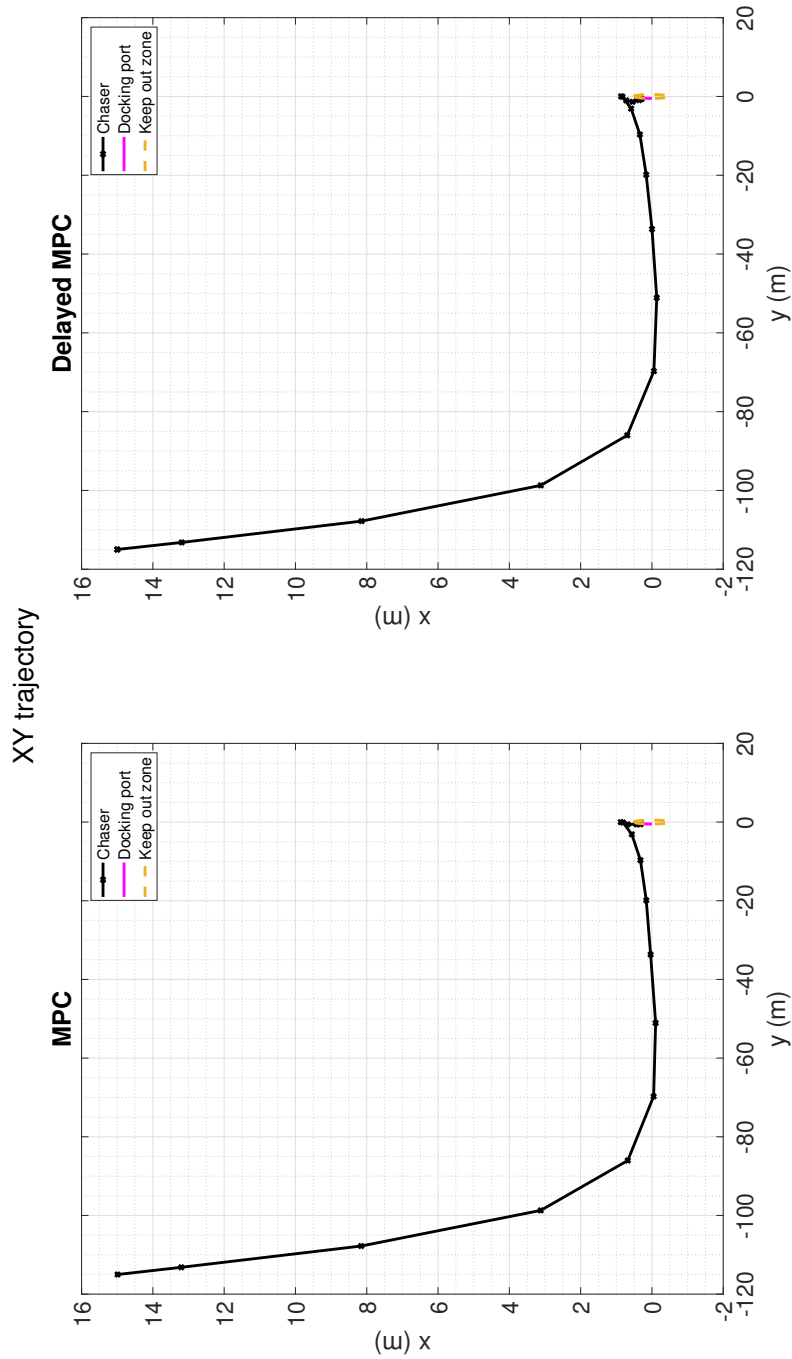 XY trajectory
MPC
Chaser
Docking port
Keep out zone
16
14
12
10
8
6
4
2
0
-2
x (m)
-120
-100
-80
-60
-40
-20
0
20
y (m)
Delayed MPC
Chaser
Docking port
Keep out zone
16
14
12
10
8
6
4
2
0
-2
x (m)
-120
-100
-80
-60
-40
-20
0
20
y (m)